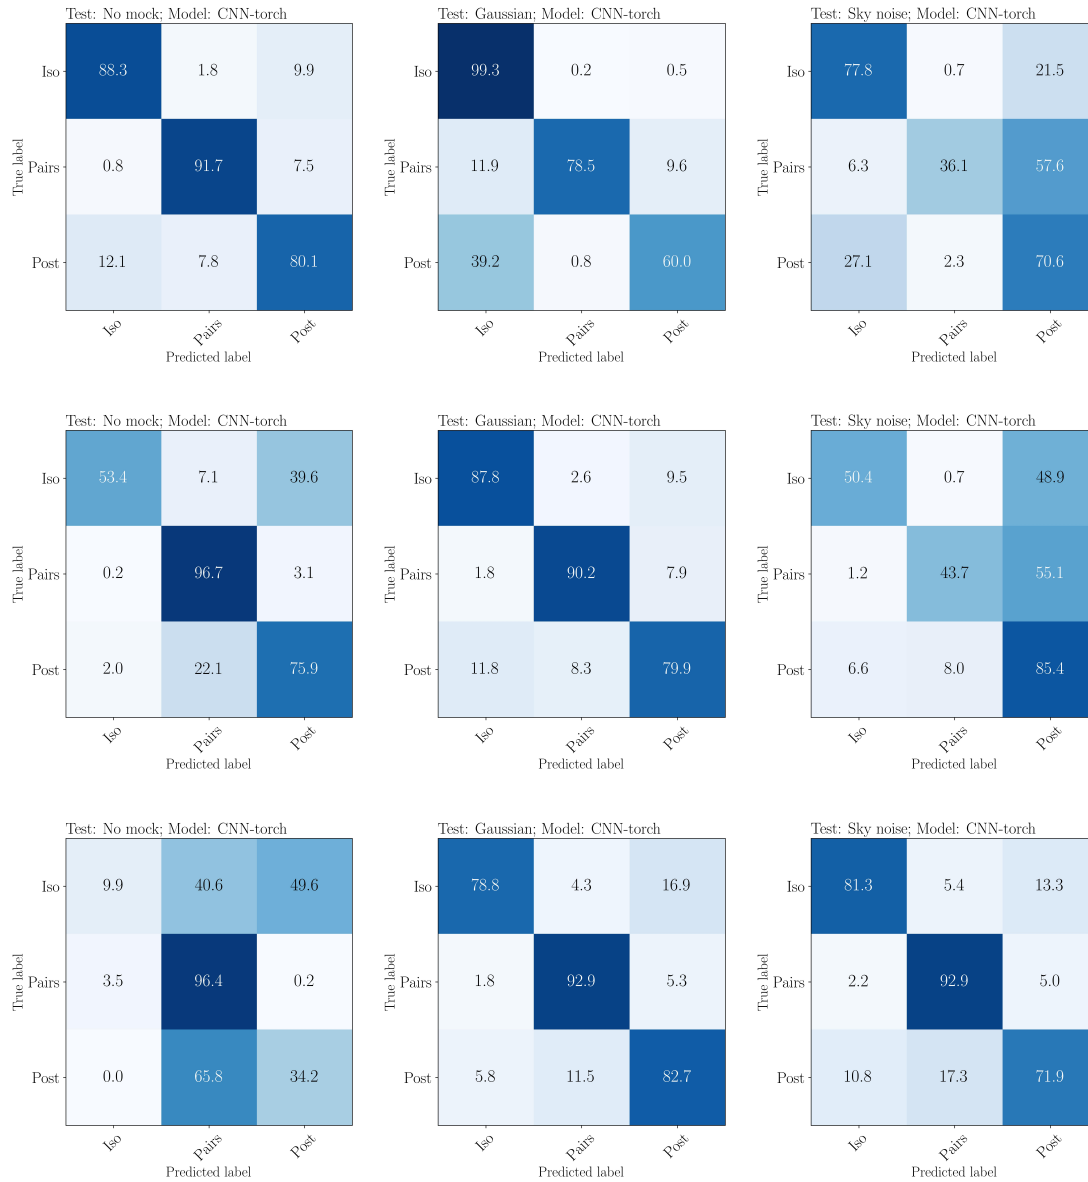 Test: No mock; Model: CNN-torch
Iso 88.3 1.8 9.9
Pairs 0.8 91.7 7.5
Post 12.1 7.8 80.1
True label
Iso Pairs Post
Predicted label
Test: Gaussian; Model: CNN-torch
Iso 99.3 0.2 0.5
Pairs 11.9 78.5 9.6
Post 39.2 0.8 60.0
True label
Iso Pairs Post
Predicted label
Test: Sky noise; Model: CNN-torch
Iso 77.8 0.7 21.5
Pairs 6.3 36.1 57.6
Post 27.1 2.3 70.6
True label
Iso Pairs Post
Predicted label
Test: No mock; Model: CNN-torch
Iso 53.4 7.1 39.6
Pairs 0.2 96.7 3.1
Post 2.0 22.1 75.9
True label
Iso Pairs Post
Predicted label
Test: Gaussian; Model: CNN-torch
Iso 87.8 2.6 9.5
Pairs 1.8 90.2 7.9
Post 11.8 8.3 79.9
True label
Iso Pairs Post
Predicted label
Test: Sky noise; Model: CNN-torch
Iso 50.4 0.7 48.9
Pairs 1.2 43.7 55.1
Post 6.6 8.0 85.4
True label
Iso Pairs Post
Predicted label
Test: No mock; Model: CNN-torch
Iso 9.9 40.6 49.6
Pairs 3.5 96.4 0.2
Post 0.0 65.8 34.2
True label
Iso Pairs Post
Predicted label
Test: Gaussian; Model: CNN-torch
Iso 78.8 4.3 16.9
Pairs 1.8 92.9 5.3
Post 5.8 11.5 82.7
True label
Iso Pairs Post
Predicted label
Test: Sky noise; Model: CNN-torch
Iso 81.3 5.4 13.3
Pairs 2.2 92.9 5.0
Post 10.8 17.3 71.9
True label
Iso Pairs Post
Predicted label